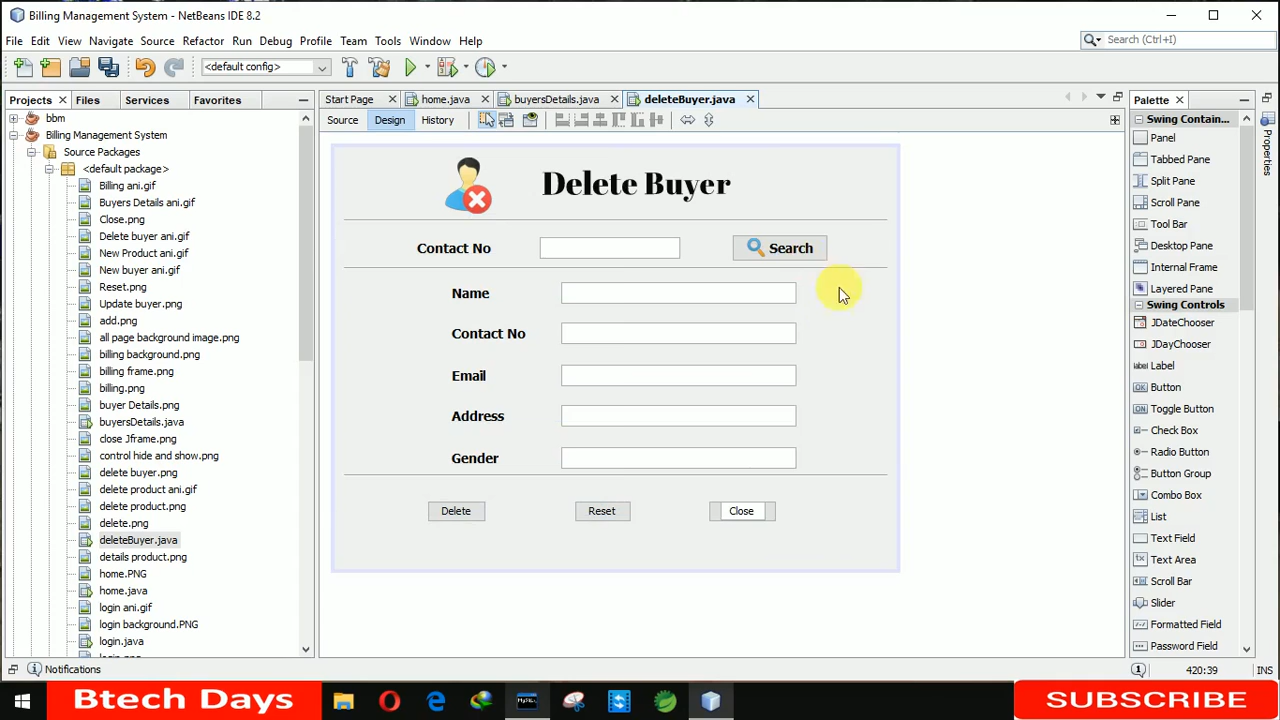 Billing Management System - NetBeans IDE 8.2
File Edit View Navigate Source Refactor Run Debug Profile Team Tools Window Help
Search (Ctrl+I)
<default config>
Projects Files Services Favorites
Start Page home.java buyersDetails.java deleteBuyer.java
Source Design History
bbm
Billing Management System
Source Packages
<default package>
Billing ani.gif
Buyers Details ani.gif
Close.png
Delete buyer ani.gif
New Product ani.gif
New buyer ani.gif
Reset.png
Update buyer.png
add.png
all page background image.png
billing background.png
billing frame.png
billing.png
buyer Details.png
buyersDetails.java
close Jframe.png
control hide and show.png
delete buyer.png
delete product ani.gif
delete product.png
delete.png
deleteBuyer.java
details product.png
home.PNG
home.java
login ani.gif
login background.PNG
login.java
Delete Buyer
Contact No
Search
Name
Contact No
Email
Address
Gender
Delete Reset Close
Palette
Swing Contain...
Panel
Tabbed Pane
Split Pane
Scroll Pane
Tool Bar
Desktop Pane
Internal Frame
Layered Pane
Swing Controls
JDateChooser
JDayChooser
Label
Button
Toggle Button
Check Box
Radio Button
Button Group
Combo Box
List
Text Field
Text Area
Scroll Bar
Slider
Formatted Field
Password Field
Properties
Notifications
420:39 INS
Btech Days
SUBSCRIBE